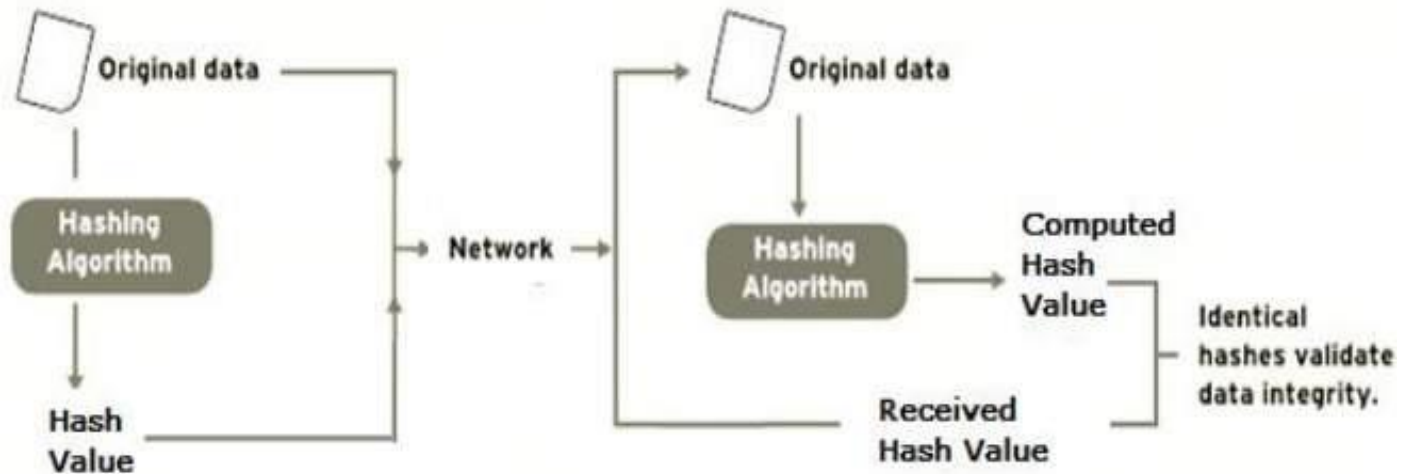 Original data
Hashing
Algorithm
Hash
Value
Network
Original data
Hashing
Algorithm
Computed
Hash
Value
Received
Hash Value
Identical
hashes validate
data integrity.